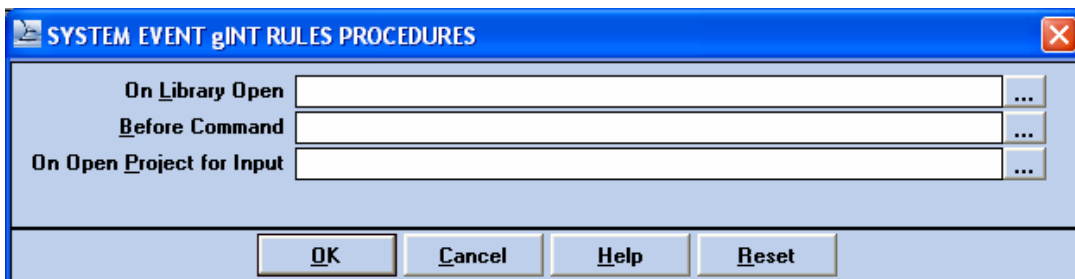 SYSTEM EVENT gINT RULES PROCEDURES
On Library Open ...
Before Command ...
On Open Project for Input ...
OK Cancel Help Reset